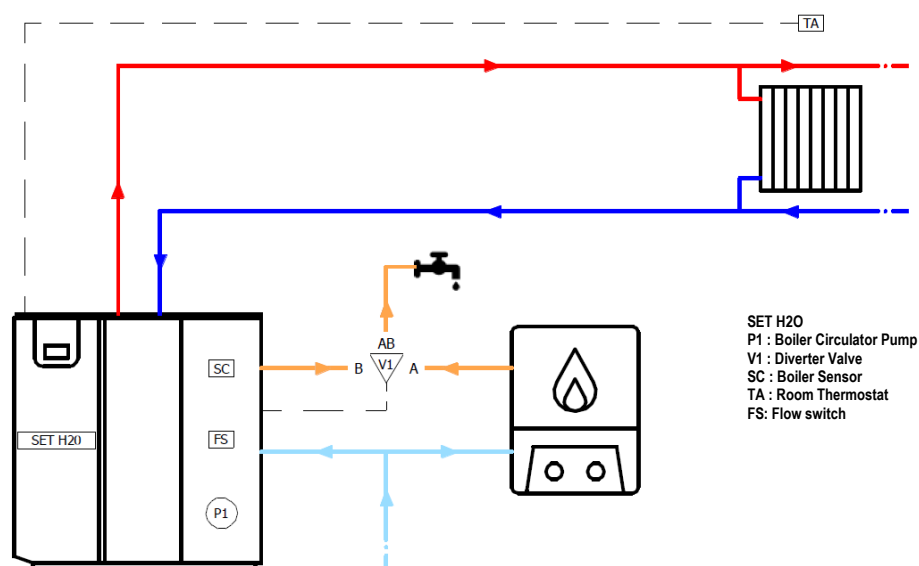 TA
SC
B
AB
V1
A
SET H20
FS
P1
SET H2O
P1 : Boiler Circulator Pump
V1 : Diverter Valve
SC : Boiler Sensor
TA : Room Thermostat
FS: Flow switch